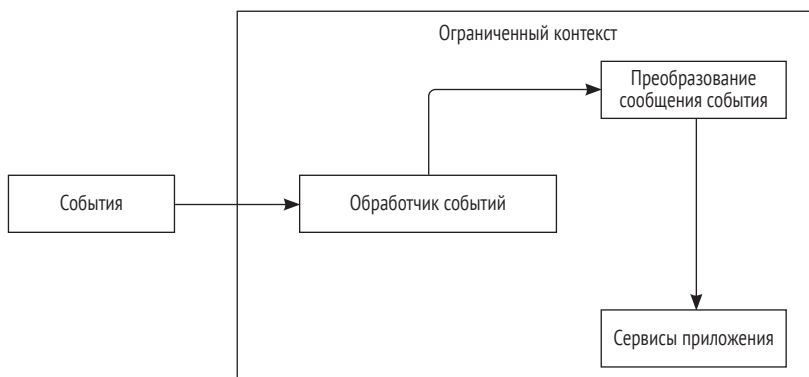 Ограниченный контекст
Преобразование
сообщения события
События
Обработчик событий
Сервисы приложения